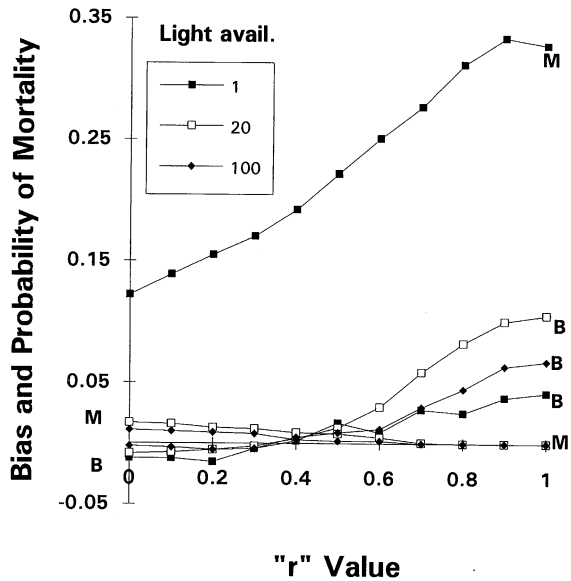 0.35
Light avail.
1
20
100
M
0.25
0.15
0.05
-0.05
Bias and Probability of Mortality
M
B
B
B
B
M
0
0.2
0.4
0.6
0.8
1
"r" Value